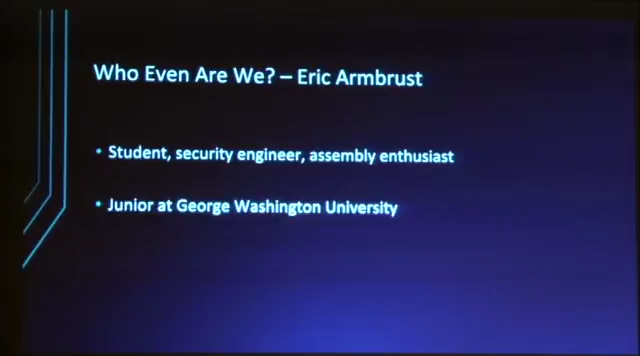 Who Even Are We? – Eric Armbrust
• Student, security engineer, assembly enthusiast
• Junior at George Washington University